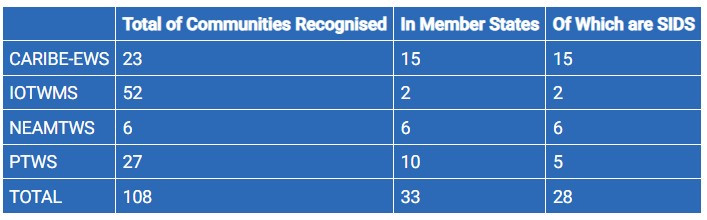 Total of Communities Recognised In Member States Of Which are SIDS
CARIBE-EWS 23 15 15
IOTWMS 52 2 2
NEAMTWS 6 6 6
PTWS 27 10 5
TOTAL 108 33 28